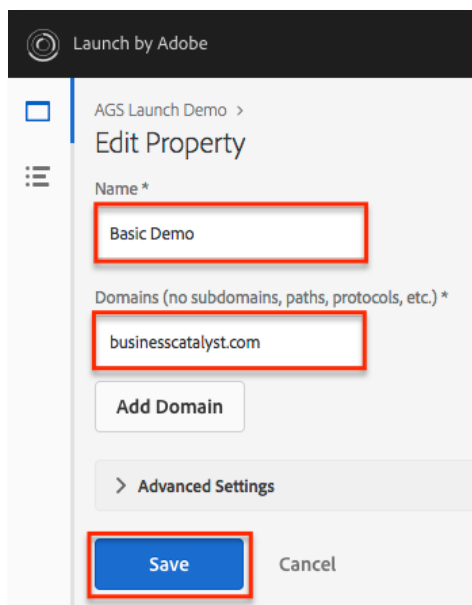 Launch by Adobe
AGS Launch Demo >
Edit Property
Name *
Basic Demo
Domains (no subdomains, paths, protocols, etc.) *
businesscatalyst.com
Add Domain
> Advanced Settings
Save Cancel